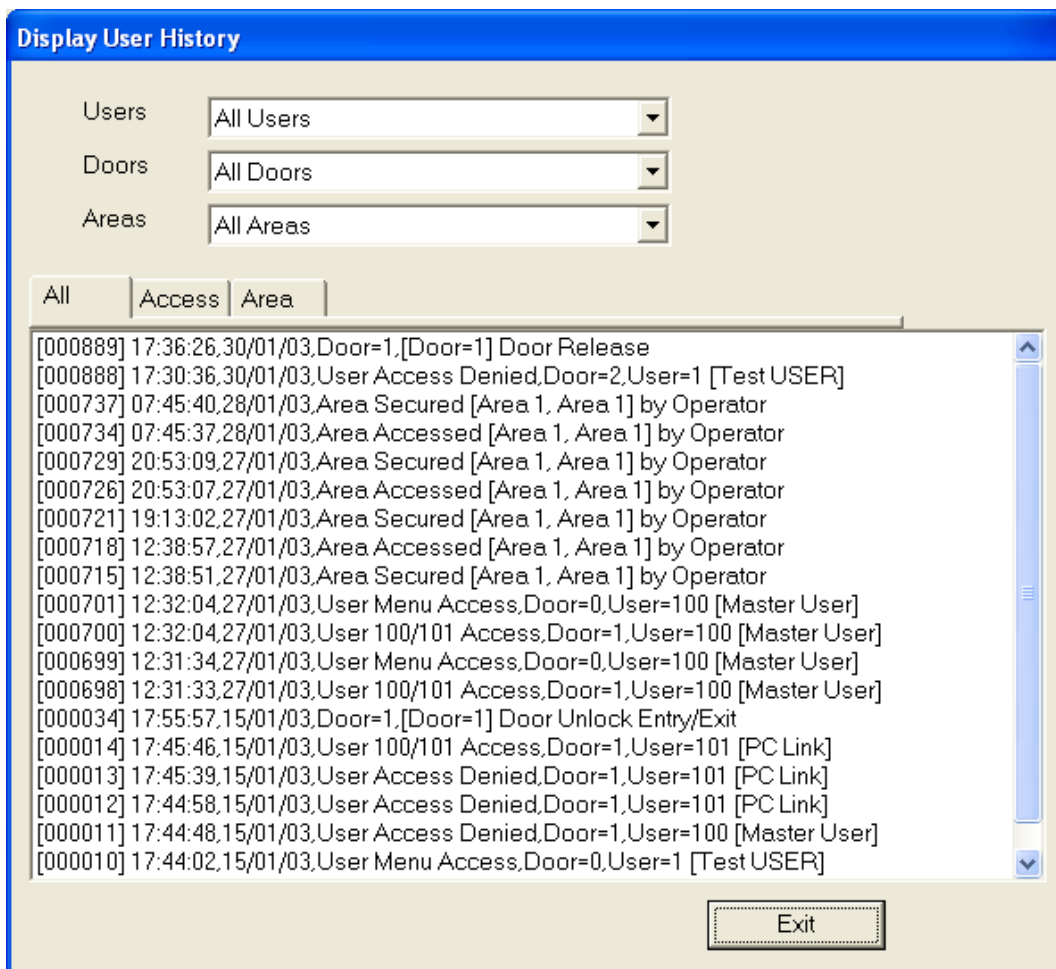 Display User History
Users All Users
Doors All Doors
Areas All Areas
All Access Area
[000889] 17:36:26,30/01/03,Door=1,[Door=1] Door Release
[000888] 17:30:36,30/01/03,User Access Denied,Door=2,User=1 [Test USER]
[000737] 07:45:40,28/01/03,Area Secured [Area 1, Area 1] by Operator
[000734] 07:45:37,28/01/03,Area Accessed [Area 1, Area 1] by Operator
[000729] 20:53:09,27/01/03,Area Secured [Area 1, Area 1] by Operator
[000726] 20:53:07,27/01/03,Area Accessed [Area 1, Area 1] by Operator
[000721] 19:13:02,27/01/03,Area Secured [Area 1, Area 1] by Operator
[000718] 12:38:57,27/01/03,Area Accessed [Area 1, Area 1] by Operator
[000715] 12:38:51,27/01/03,Area Secured [Area 1, Area 1] by Operator
[000701] 12:32:04,27/01/03,User Menu Access,Door=0,User=100 [Master User]
[000700] 12:32:04,27/01/03,User 100/101 Access,Door=1,User=100 [Master User]
[000699] 12:31:34,27/01/03,User Menu Access,Door=0,User=100 [Master User]
[000698] 12:31:33,27/01/03,User 100/101 Access,Door=1,User=100 [Master User]
[000034] 17:55:57,15/01/03,Door=1,[Door=1] Door Unlock Entry/Exit
[000014] 17:45:46,15/01/03,User 100/101 Access,Door=1,User=101 [PC Link]
[000013] 17:45:39,15/01/03,User Access Denied,Door=1,User=101 [PC Link]
[000012] 17:44:58,15/01/03,User Access Denied,Door=1,User=101 [PC Link]
[000011] 17:44:48,15/01/03,User Access Denied,Door=1,User=100 [Master User]
[000010] 17:44:02,15/01/03,User Menu Access,Door=0,User=1 [Test USER]
Exit